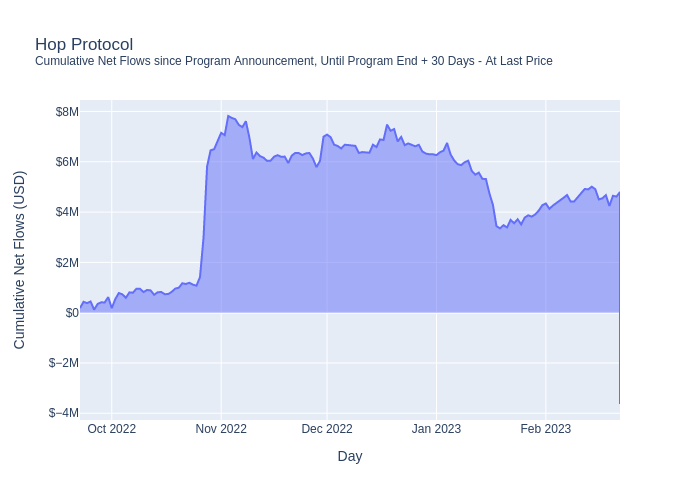 Hop Protocol
Cumulative Net Flows since Program Announcement, Until Program End + 30 Days - At Last Price
$8M
$6M
$4M
$2M
$0
$−2M
$−4M
Cumulative Net Flows (USD)
Oct 2022
Nov 2022
Dec 2022
Jan 2023
Feb 2023
Day